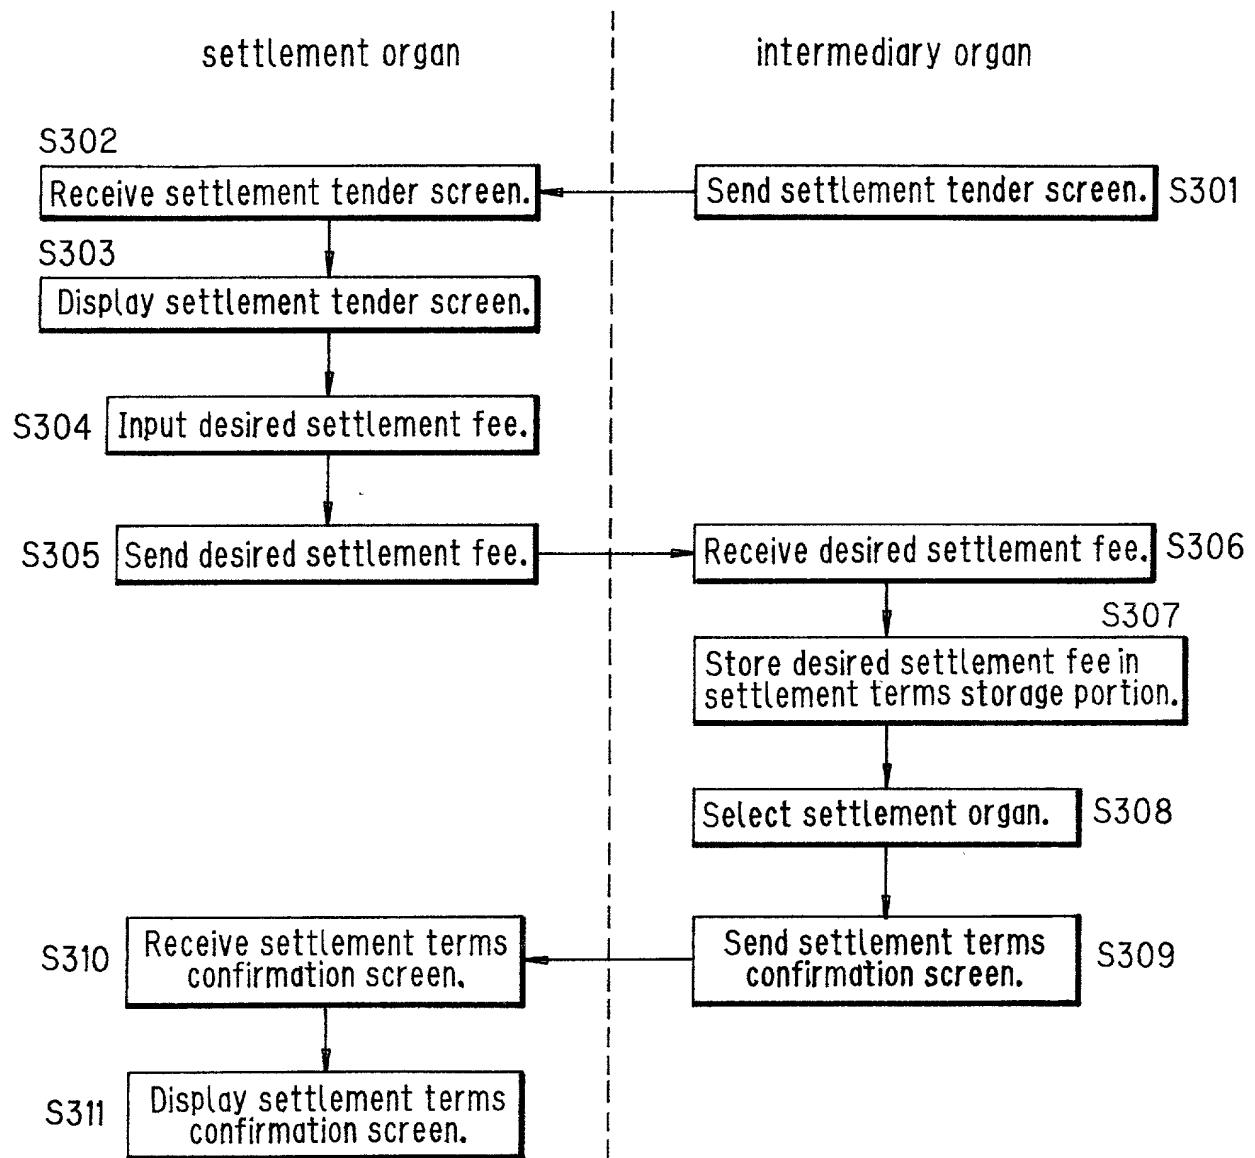 settlement organ
intermediary organ
S302
Receive settlement tender screen.
Send settlement tender screen.
S301
S303
Display settlement tender screen.
S304
Input desired settlement fee.
S305
Send desired settlement fee.
Receive desired settlement fee.
S306
S307
Store desired settlement fee in
settlement terms storage portion.
Select settlement organ.
S308
S310
Receive settlement terms
confirmation screen.
Send settlement terms
confirmation screen.
S309
S311
Display settlement terms
confirmation screen.